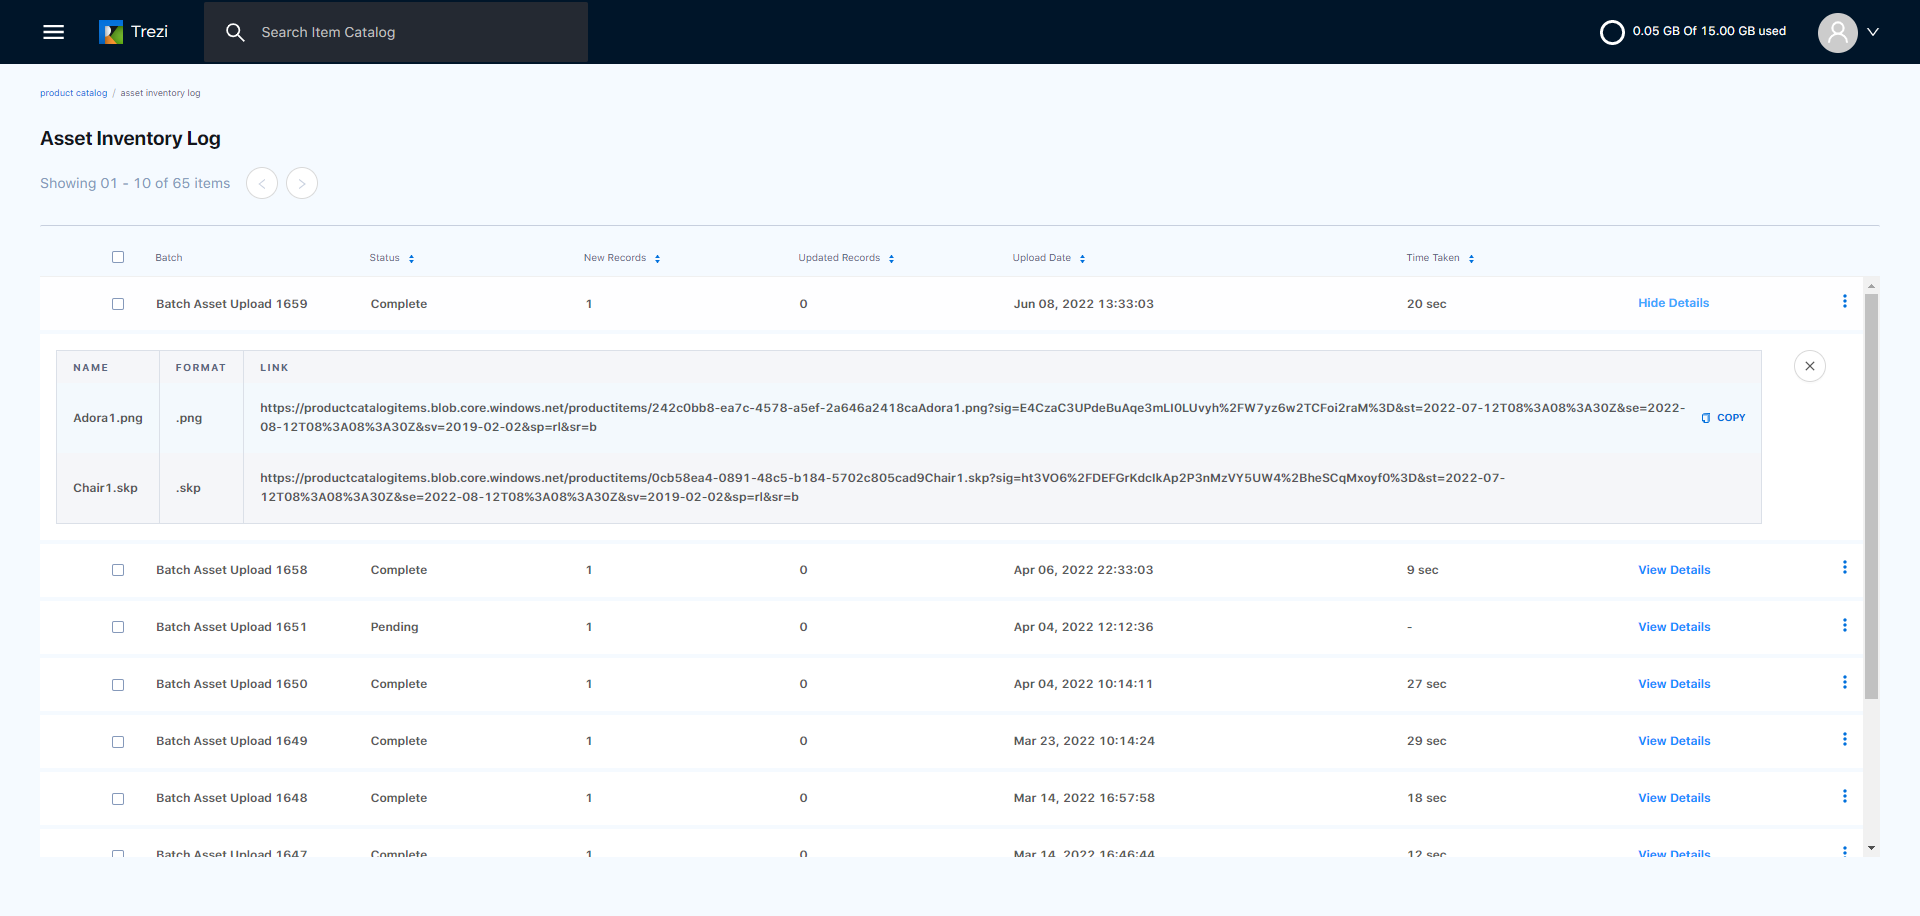 Trezi
Search Item Catalog
0.05 GB Of 15.00 GB used
product catalog / asset inventory log
Asset Inventory Log
Showing 01 - 10 of 65 items < >
Batch Status New Records Updated Records Upload Date Time Taken
Batch Asset Upload 1659 Complete 1 0 Jun 08, 2022 13:33:03 20 sec Hide Details
NAME FORMAT LINK
Adora1.png .png https://productcatalogitems.blob.core.windows.net/productitems/242c0bb8-ea7c-4578-a5ef-2a646a2418caAdora1.png?sig=E4CzaC3UPdeBuAqe3mLI0LUvyh%2FW7yz6w2TCFoi2raM%3D&st=2022-07-12T08%3A08%3A30Z&se=2022-
08-12T08%3A08%3A30Z&sv=2019-02-02&sp=rl&sr=b
COPY
Chair1.skp .skp https://productcatalogitems.blob.core.windows.net/productitems/0cb58ea4-0891-48c5-b184-5702c805cad9Chair1.skp?sig=ht3VO6%2FDEFGrKdcIkAp2P3nMzVY5UW4%2BheSCqMxoyf0%3D&st=2022-07-
12T08%3A08%3A30Z&se=2022-08-12T08%3A08%3A30Z&sv=2019-02-02&sp=rl&sr=b
Batch Asset Upload 1658 Complete 1 0 Apr 06, 2022 22:33:03 9 sec View Details
Batch Asset Upload 1651 Pending 1 0 Apr 04, 2022 12:12:36 - View Details
Batch Asset Upload 1650 Complete 1 0 Apr 04, 2022 10:14:11 27 sec View Details
Batch Asset Upload 1649 Complete 1 0 Mar 23, 2022 10:14:24 29 sec View Details
Batch Asset Upload 1648 Complete 1 0 Mar 14, 2022 16:57:58 18 sec View Details
Batch Asset Upload 1647 Complete 1 0 Mar 14, 2022 16:46:44 12 sec View Details